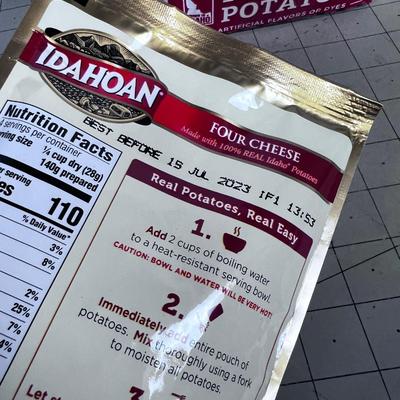 POTATO
ARTIFICIAL FLAVORS OR DYES
IDAHOAN
FOUR CHEESE
Made with 100% REAL Idaho® Potatoes
BEST BEFORE 15 JUL 2023 IF1 13:53
Nutrition Facts
4 servings per container
size 1/4 cup dry (28g)
140g prepared
serving
110
% Daily Value*
3%
8%
2%
25%
7%
4%
Real Potatoes, Real Easy
1.
Add 2 cups of boiling water
to a heat-resistant serving bowl.
CAUTION: BOWL AND WATER WILL BE VERY HOT!
2.
Immediately add entire pouch of
potatoes. Mix thoroughly using a fork
to moisten all potatoes.
3.